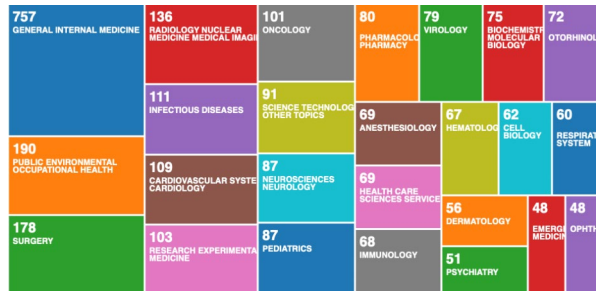 757
GENERAL INTERNAL MEDICINE
190
PUBLIC ENVIRONMENTAL
OCCUPATIONAL HEALTH
178
SURGERY
136
RADIOLOGY NUCLEAR
MEDICINE MEDICAL IMAGI
111
INFECTIOUS DISEASES
109
CARDIOVASCULAR SYSTE
CARDIOLOGY
103
RESEARCH EXPERIMENTA
MEDICINE
101
ONCOLOGY
91
SCIENCE TECHNOLOG
OTHER TOPICS
87
NEUROSCIENCES
NEUROLOGY
87
PEDIATRICS
80
PHARMACOLO
PHARMACY
79
VIROLOGY
75
BIOCHEMISTR
MOLECULAR
BIOLOGY
72
OTORHINOL
69
ANESTHESIOLOGY
69
HEALTH CARE
SCIENCES SERVICE
68
IMMUNOLOGY
67
HEMATOLOG
62
CELL
BIOLOGY
60
RESPIRAT
SYSTEM
56
DERMATOLOGY
51
PSYCHIATRY
48
EMERG
MEDICIN
48
OPHTH